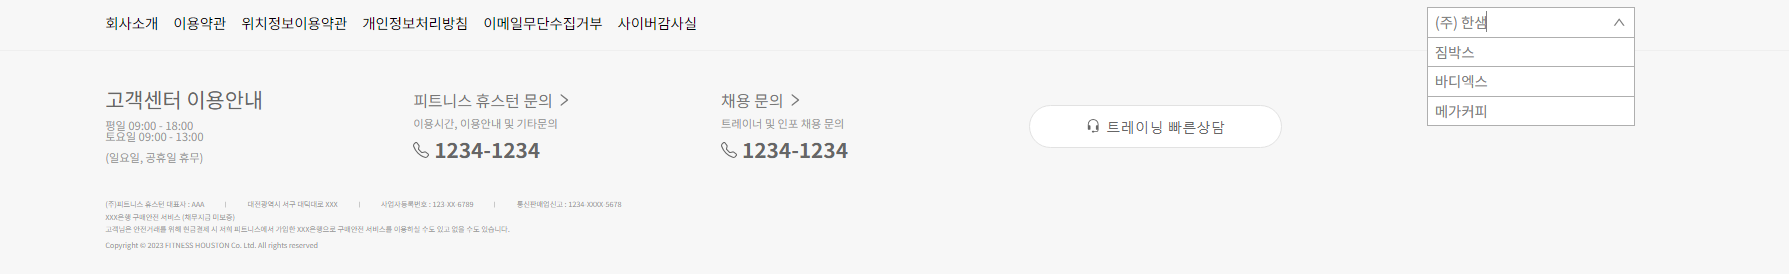 회사소개 이용약관 위치정보이용약관 개인정보처리방침 이메일무단수집거부 사이버감사실
(주) 한샘
짐박스
바디엑스
메가커피
고객센터 이용안내
평일 09:00 - 18:00
토요일 09:00 - 13:00
(일요일, 공휴일 휴무)
피트니스 휴스턴 문의
이용시간, 이용안내 및 기타문의
1234-1234
채용 문의
트레이너 및 인포 채용 문의
1234-1234
트레이닝 빠른상담
(주)피트니스 휴스턴 대표자 : AAA | 대전광역시 서구 대덕대로 XXX | 사업자등록번호 : 123-XX-6789 | 통신판매업신고 : 1234-XXXX-5678
XXX은행 구매안전 서비스 (채무지급 미보증)
고객님은 안전거래를 위해 현금결제 시 저희 피트니스에서 가입한 XXX은행으로 구매안전 서비스를 이용하실 수도 있고 없을 수도 있습니다.
Copyright © 2023 FITNESS HOUSTON Co. Ltd. All rights reserved